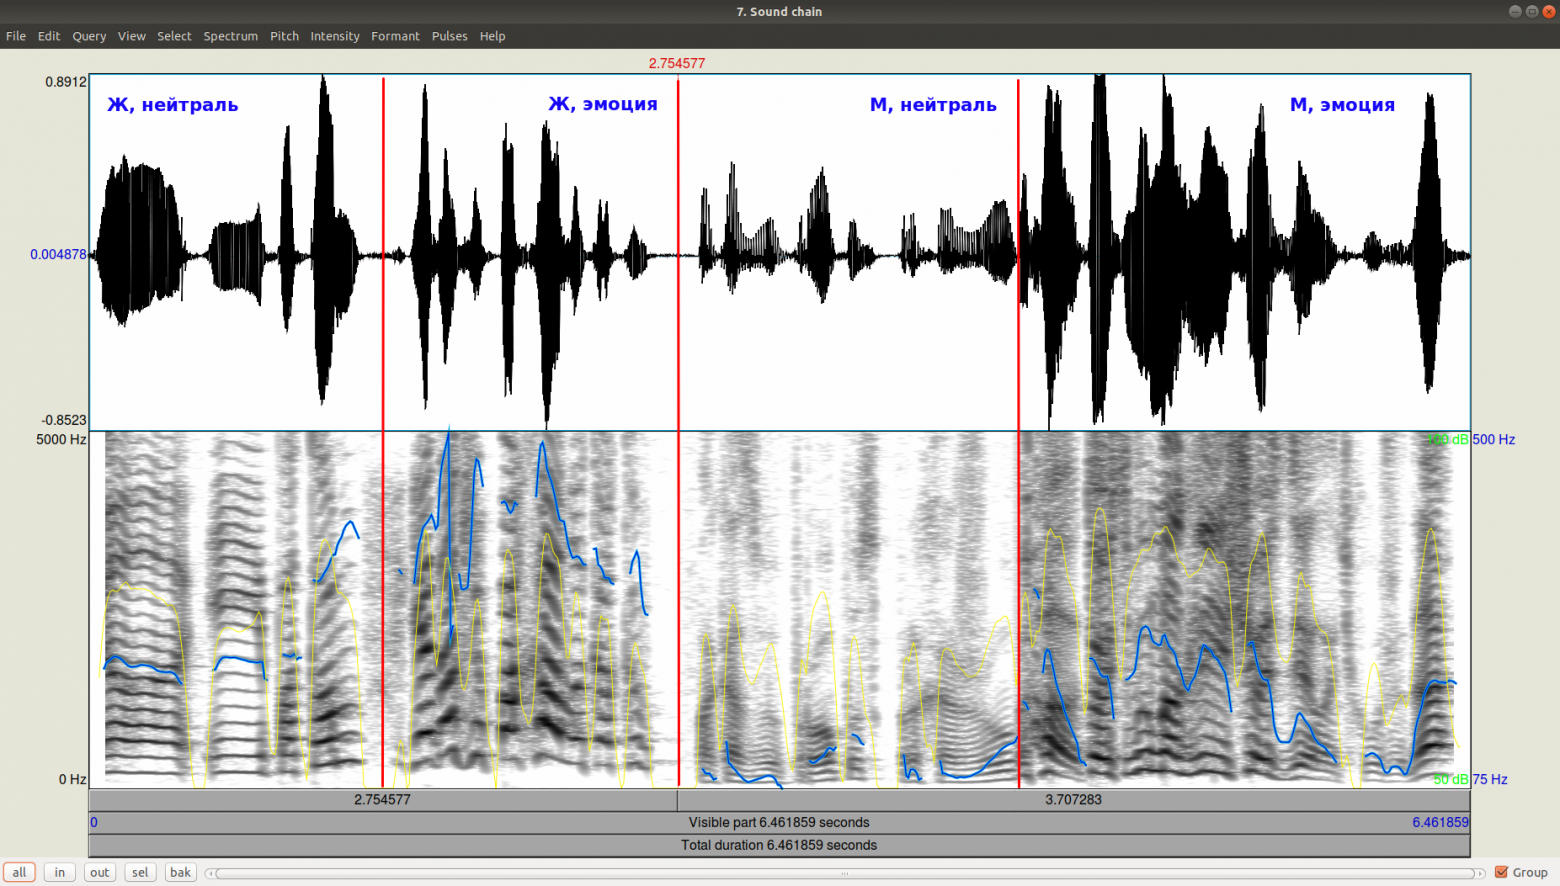 7. Sound chain
File Edit Query View Select Spectrum Pitch Intensity Formant Pulses Help
2.754577
0.8912
Ж, нейтраль Ж, эмоция М, нейтраль М, эмоция
0.004878
-0.8523
5000 Hz 100 dB 500 Hz
0 Hz 50 dB 75 Hz
2.754577 3.707283
0 Visible part 6.461859 seconds 6.461859
Total duration 6.461859 seconds
all in out sel bak Group